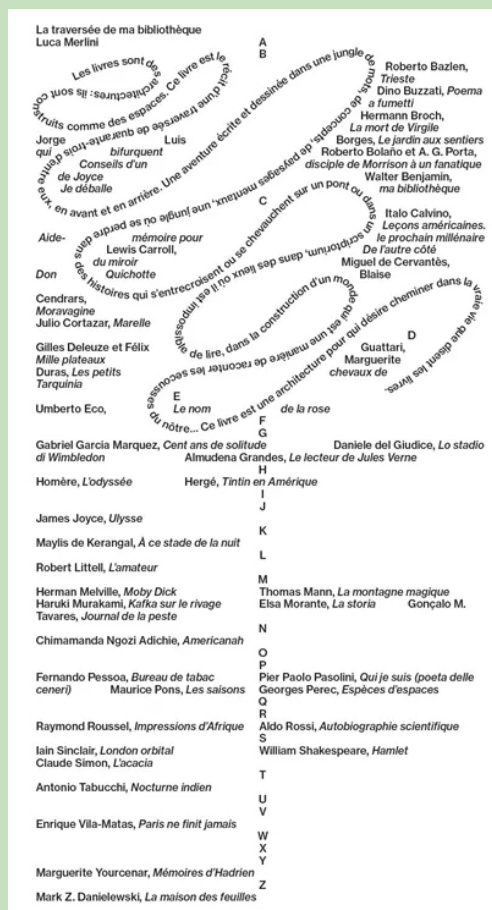 La traversée de ma bibliothèque
Luca Merlini
A
B
Les livres sont des architectures: ils sont construits comme des espaces. Ce livre est le récit d'une traversée de quarante-trois d'entre eux, en avant et en arrière. Une aventure écrite et dessinée dans une jungle de mots, de concepts, de paysages mentaux, une jungle où se perdre dans des histoires qui s'entrecroisent ou se chevauchent sur un pont ou dans un scriptorium, dans des lieux où il est impossible de lire, dans la construction d'un monde qui est une manière de raconter les secousses du nôtre... Ce livre est une architecture pour qui désire cheminer dans la vraie vie que disent les livres.
Roberto Bazlen,
Trieste
Dino Buzzati, Poema
a fumetti
Hermann Broch,
La mort de Virgile
Jorge Luis Borges, Le jardin aux sentiers
qui bifurquent Roberto Bolaño et A. G. Porta,
Conseils d'un disciple de Morrison à un fanatique
de Joyce Walter Benjamin,
Je déballe ma bibliothèque
C
Italo Calvino,
Leçons américaines.
Aide- mémoire pour le prochain millénaire
Lewis Carroll, De l'autre côté
du miroir Miguel de Cervantès,
Don Quichotte Blaise
Cendrars,
Moravagine
Julio Cortazar, Marelle
D
Gilles Deleuze et Félix Guattari,
Mille plateaux Marguerite
Duras, Les petits chevaux de
Tarquinia
E
Umberto Eco, Le nom de la rose
F
G
Gabriel Garcia Marquez, Cent ans de solitude Daniele del Giudice, Lo stadio
di Wimbledon Almudena Grandes, Le lecteur de Jules Verne
H
Homère, L'odyssée Hergé, Tintin en Amérique
I
J
James Joyce, Ulysse
K
Maylis de Kerangal, À ce stade de la nuit
L
Robert Littell, L'amateur
M
Herman Melville, Moby Dick Thomas Mann, La montagne magique
Haruki Murakami, Kafka sur le rivage Elsa Morante, La storia Gonçalo M.
Tavares, Journal de la peste
N
Chimamanda Ngozi Adichie, Americanah
O
P
Fernando Pessoa, Bureau de tabac Pier Paolo Pasolini, Qui je suis (poeta delle
ceneri) Maurice Pons, Les saisons Georges Perec, Espèces d'espaces
Q
R
Raymond Roussel, Impressions d'Afrique Aldo Rossi, Autobiographie scientifique
S
Iain Sinclair, London orbital William Shakespeare, Hamlet
Claude Simon, L'acacia
T
Antonio Tabucchi, Nocturne indien
U
V
Enrique Vila-Matas, Paris ne finit jamais
W
X
Y
Marguerite Yourcenar, Mémoires d'Hadrien
Z
Mark Z. Danielewski, La maison des feuilles